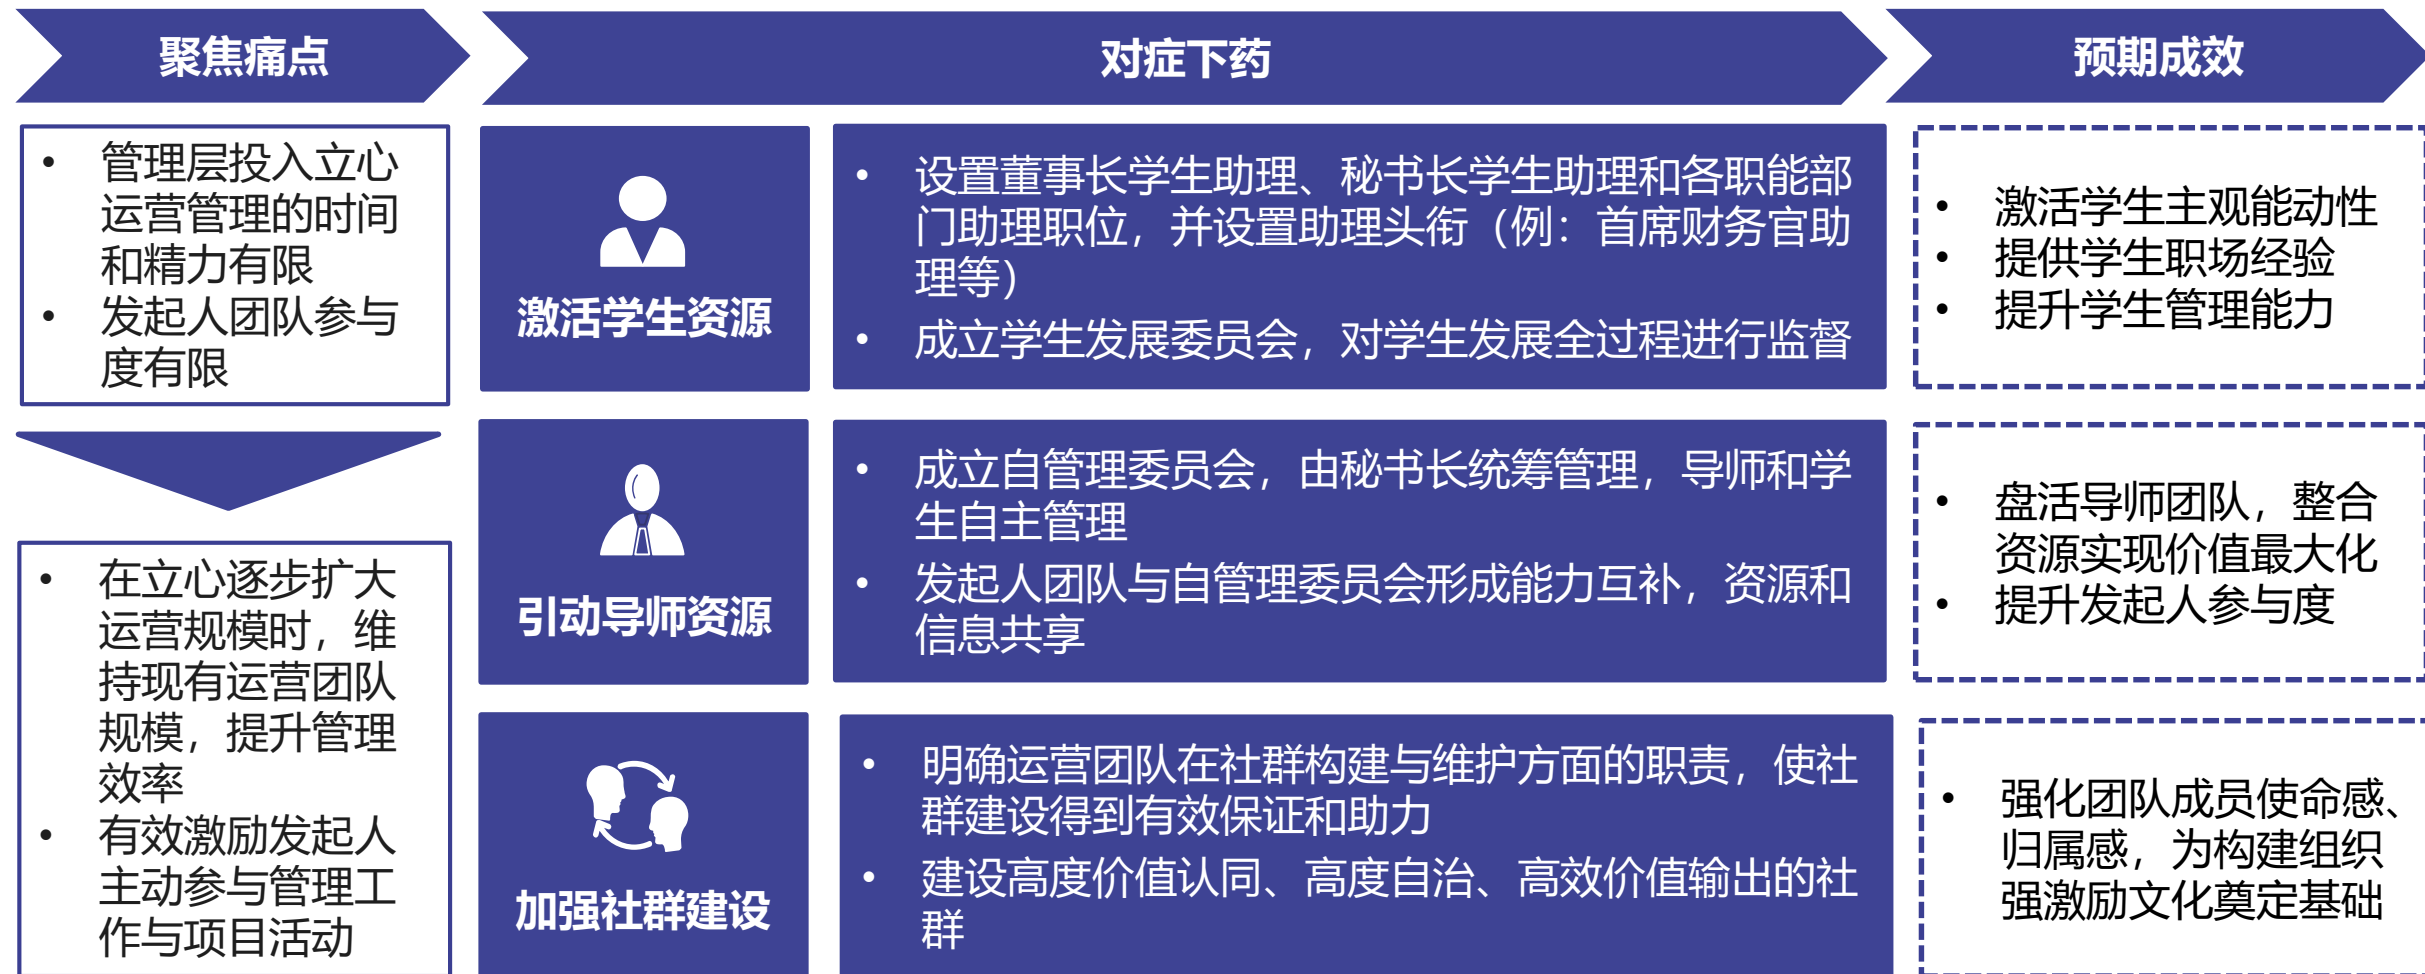 聚焦痛点
对症下药
预期成效
• 管理层投入立心
运营管理的时间
和精力有限
• 发起人团队参与
度有限
• 在立心逐步扩大
运营规模时，维
持现有运营团队
规模，提升管理
效率
• 有效激励发起人
主动参与管理工
作与项目活动
激活学生资源
• 设置董事长学生助理、秘书长学生助理和各职能部
门助理职位，并设置助理头衔（例：首席财务官助
理等）
• 成立学生发展委员会，对学生发展全过程进行监督
• 激活学生主观能动性
• 提供学生职场经验
• 提升学生管理能力
引动导师资源
• 成立自管理委员会，由秘书长统筹管理，导师和学
生自主管理
• 发起人团队与自管理委员会形成能力互补，资源和
信息共享
• 盘活导师团队，整合
资源实现价值最大化
• 提升发起人参与度
加强社群建设
• 明确运营团队在社群构建与维护方面的职责，使社
群建设得到有效保证和助力
• 建设高度价值认同、高度自治、高效价值输出的社
群
• 强化团队成员使命感、
归属感，为构建组织
强激励文化奠定基础